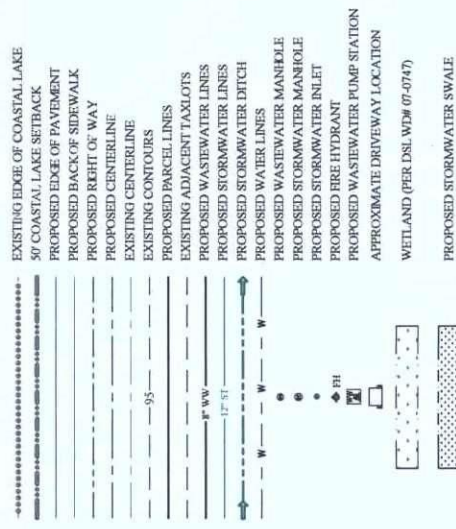 EXISTING EDGE OF COASTAL LAKE
50' COASTAL LAKE SETBACK
PROPOSED EDGE OF PAVEMENT
PROPOSED BACK OF SIDEWALK
PROPOSED RIGHT OF WAY
PROPOSED CENTERLINE
EXISTING CENTERLINE
95 EXISTING CONTOURS
PROPOSED PARCEL LINES
EXISTING ADJACENT TAXLOTS
8" WW PROPOSED WASTEWATER LINES
12" ST PROPOSED STORMWATER LINES
PROPOSED STORMWATER DITCH
W W W WATER LINES
PROPOSED WASTEWATER MANHOLE
PROPOSED STORMWATER MANHOLE
PROPOSED STORMWATER INLET
FH PROPOSED FIRE HYDRANT
PROPOSED WASTEWATER PUMP STATION
APPROXIMATE DRIVEWAY LOCATION
WETLAND (PER DSL WD# 07-0747)
PROPOSED STORMWATER SWALE